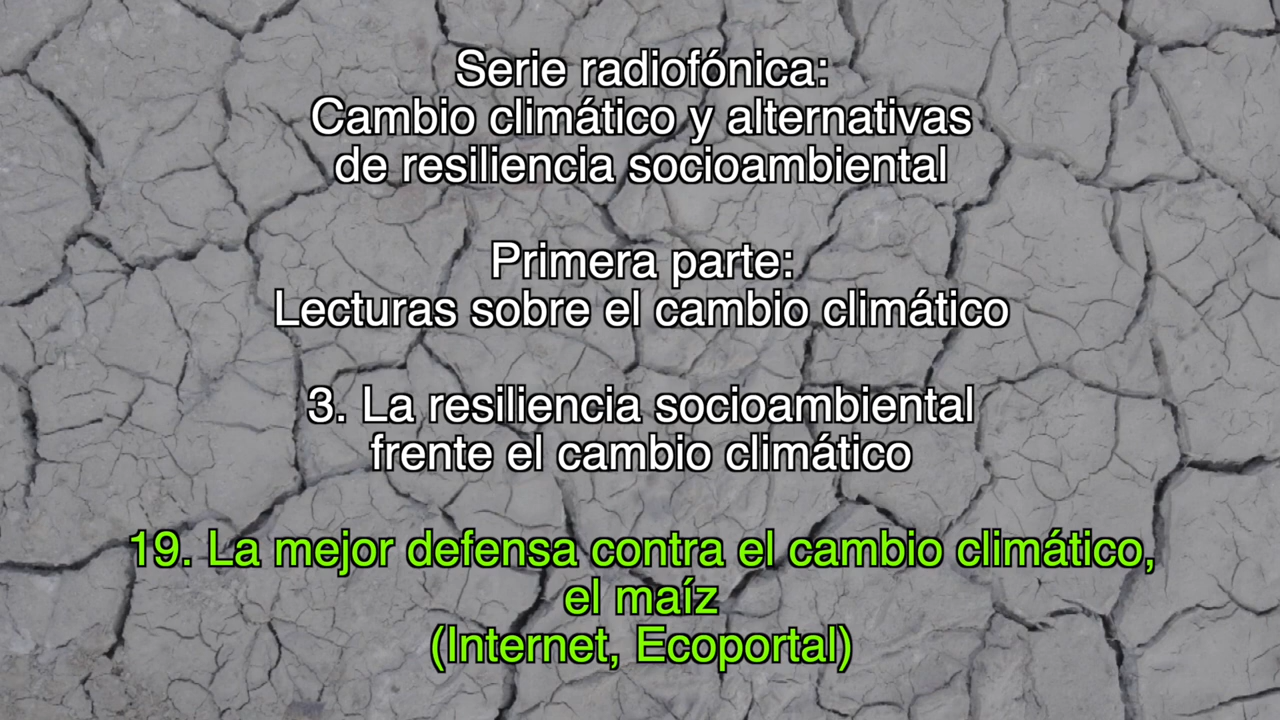 Serie radiofónica:
Cambio climático y alternativas
de resiliencia socioambiental
Primera parte:
Lecturas sobre el cambio climático
3. La resiliencia socioambiental
frente el cambio climático
19. La mejor defensa contra el cambio climático,
el maíz
(Internet, Ecoportal)